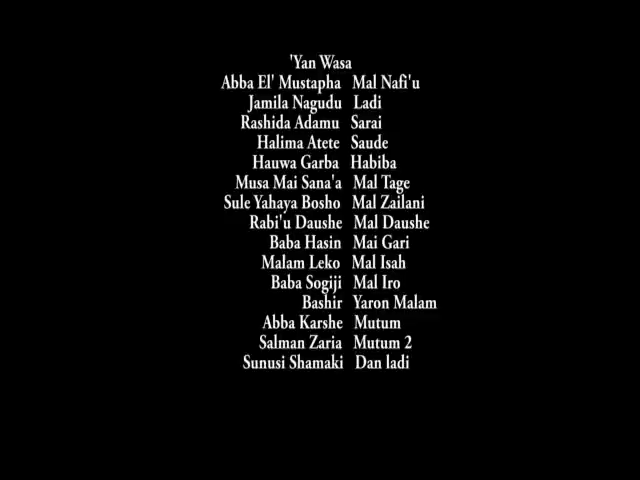 'Yan Wasa
Abba El' Mustapha Mal Nafi'u
Jamila Nagudu Ladi
Rashida Adamu Sarai
Halima Atete Saude
Hauwa Garba Habiba
Musa Mai Sana'a Mal Tage
Sule Yahaya Bosho Mal Zailani
Rabi'u Daushe Mal Daushe
Baba Hasin Mai Gari
Malam Leko Mal Isah
Baba Sogiji Mal Iro
Bashir Yaron Malam
Abba Karshe Mutum
Salman Zaria Mutum 2
Sunusi Shamaki Dan ladi